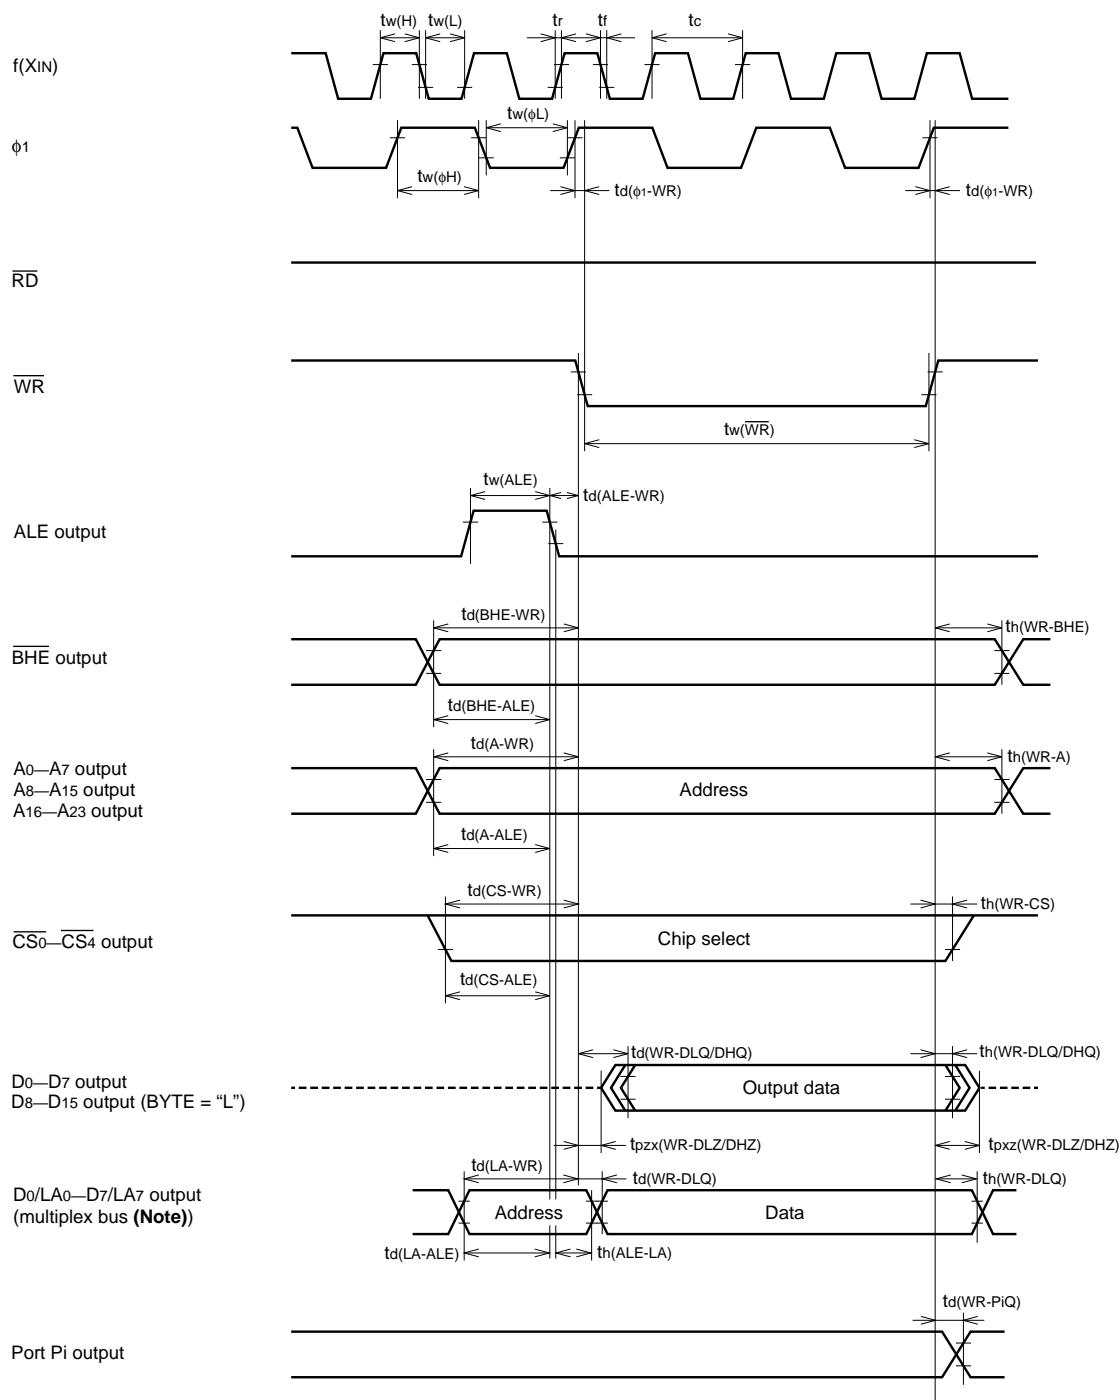 tw(H) tw(L) tr tf tc
f(XIN)
tw(ϕL)
ϕ1
tw(ϕH) td(ϕ1-WR) td(ϕ1-WR)
R̅D̅
W̅R̅
tw(W̅R̅)
tw(ALE)
td(ALE-WR)
ALE output
td(BHE-WR)
th(WR-BHE)
B̅H̅E̅ output
td(BHE-ALE)
td(A-WR)
th(WR-A)
A0—A7 output
A8—A15 output Address
A16—A23 output
td(A-ALE)
td(CS-WR)
th(WR-CS)
C̅S̅0̅—C̅S̅4̅ output Chip select
td(CS-ALE)
td(WR-DLQ/DHQ) th(WR-DLQ/DHQ)
D0—D7 output
D8—D15 output (BYTE = “L”) Output data
tpzx(WR-DLZ/DHZ) tpxz(WR-DLZ/DHZ)
td(LA-WR) td(WR-DLQ) th(WR-DLQ)
D0/LA0—D7/LA7 output
(multiplex bus (Note)) Address Data
td(LA-ALE) th(ALE-LA)
td(WR-PiQ)
Port Pi output